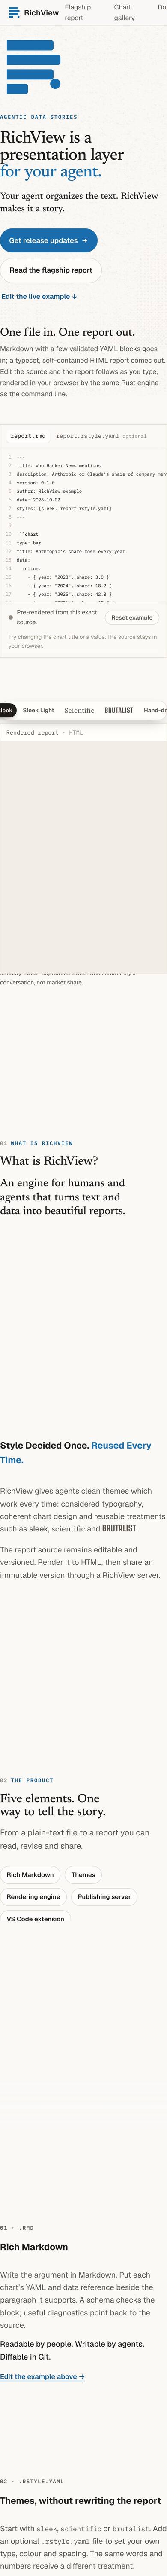 RichView
Flagship report
Chart gallery
AGENTIC DATA STORIES
RichView is a
presentation layer
for your agent.
Your agent organizes the text. RichView
makes it a story.
Get release updates →
Read the flagship report
Edit the live example ↓
One file in. One report out.
Markdown with a few validated YAML blocks goes
in; a typeset, self-contained HTML report comes out.
Edit the source and the report follows as you type,
rendered in your browser by the same Rust engine
as the command line.
report.rmd report.rstyle.yaml optional
1 ---
2 title: Who Hacker News mentions
3 description: Anthropic or Claude's share of company men
4 version: 0.1.0
5 author: RichView example
6 date: 2026-10-02
7 styles: [sleek, report.rstyle.yaml]
8 ---
9
10 ```chart
11 type: bar
12 title: Anthropic's share rose every year
13 data:
14 inline:
15 - { year: "2023", share: 3.0 }
16 - { year: "2024", share: 18.2 }
17 - { year: "2025", share: 42.8 }
Pre-rendered from this exact
source.
Reset example
Try changing the chart title or a value. The source stays in
your browser.
Sleek Light Scientific BRUTALIST
Rendered report · HTML
conversation, not market share.
01 WHAT IS RICHVIEW
What is RichView?
An engine for humans and
agents that turns text and
data into beautiful reports.
Style Decided Once. Reused Every
Time.
RichView gives agents clean themes which
work every time: considered typography,
coherent chart design and reusable treatments
such as sleek, scientific and BRUTALIST.
The report source remains editable and
versioned. Render it to HTML, then share an
immutable version through a RichView server.
02 THE PRODUCT
Five elements. One
way to tell the story.
From a plain-text file to a report you can
read, revise and share.
Rich Markdown
Themes
Rendering engine
Publishing server
VS Code extension
01 · .RMD
Rich Markdown
Write the argument in Markdown. Put each
chart's YAML and data reference beside the
paragraph it supports. A schema checks the
block; useful diagnostics point back to the
source.
Readable by people. Writable by agents.
Diffable in Git.
Edit the example above →
02 · .RSTYLE.YAML
Themes, without rewriting the report
Start with sleek, scientific or brutalist. Add
an optional .rstyle.yaml file to set your own
type, colour and spacing. The same words and
numbers receive a different treatment.